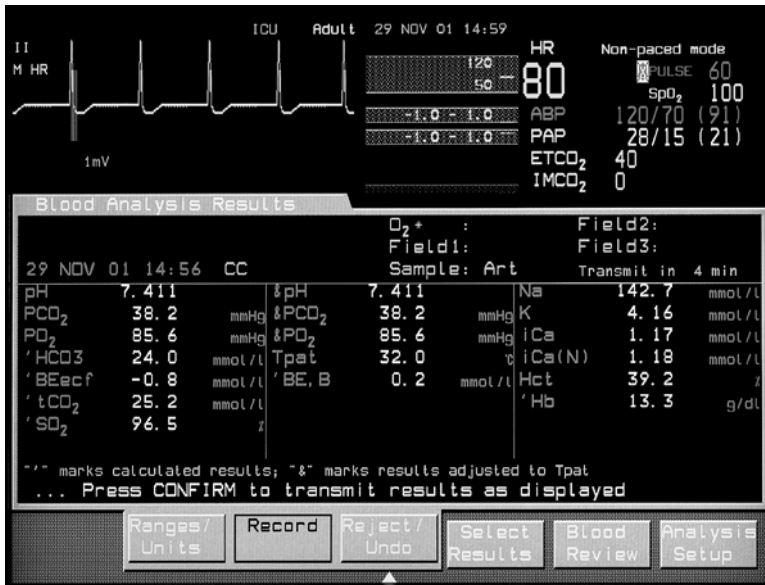 ICU Adult 29 NOV 01 14:59
II
M HR
1mV
120
50
HR
80
Non-paced mode
PULSE 60
SpO₂ 100
-1.0 - 1.0
ABP 120/70 (91)
-1.0 - 1.0
PAP 28/15 (21)
ETCO₂ 40
IMCO₂ 0
Blood Analysis Results
O₂+ : Field2:
Field1: Field3:
29 NOV 01 14:56 CC Sample: Art Transmit in 4 min
pH 7.411 &pH 7.411 Na 142.7 mmol/l
PCO₂ 38.2 mmHg &PCO₂ 38.2 mmHg K 4.16 mmol/l
PO₂ 85.6 mmHg &PO₂ 85.6 mmHg iCa 1.17 mmol/l
'HCO3 24.0 mmol/l Tpat 32.0 °C iCa(N) 1.18 mmol/l
'BEecf -0.8 mmol/l 'BE,B 0.2 mmol/l Hct 39.2 %
'tCO₂ 25.2 mmol/l 'Hb 13.3 g/dl
'SO₂ 96.5 %
"'" marks calculated results; "&" marks results adjusted to Tpat
... Press CONFIRM to transmit results as displayed
Ranges/ Units
Record
Reject/ Undo
Select Results
Blood Review
Analysis Setup